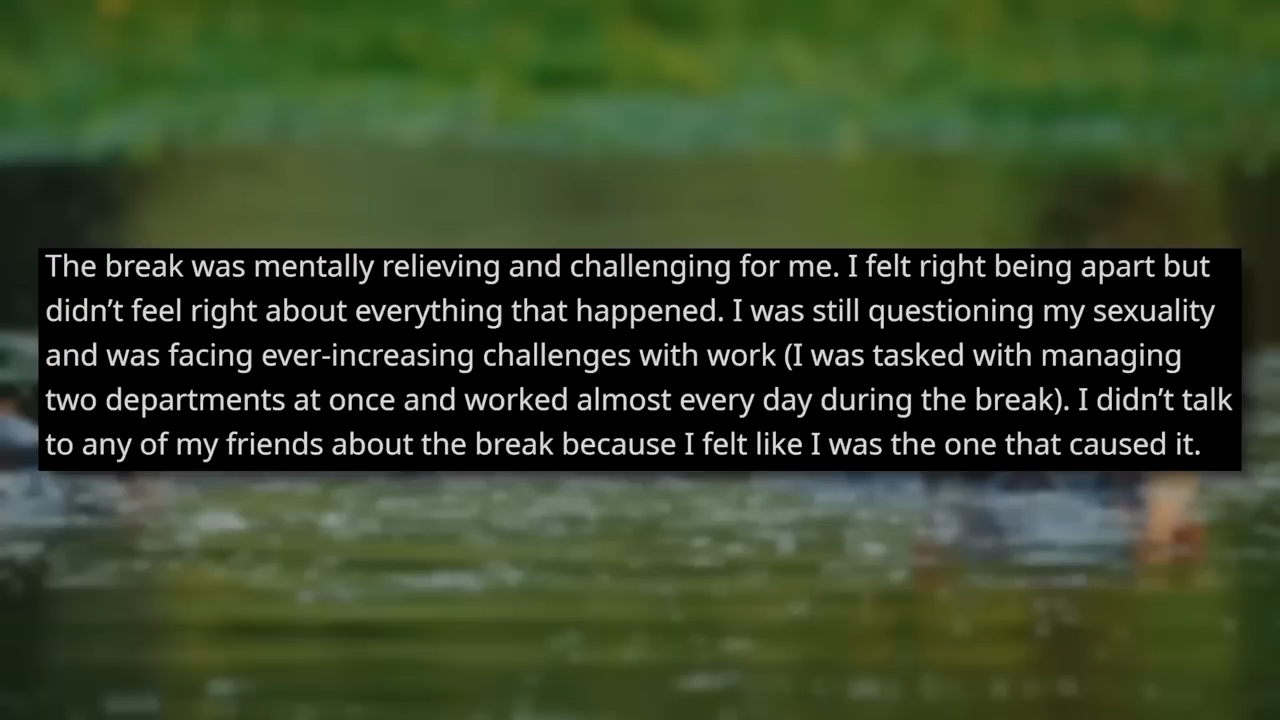 The break was mentally relieving and challenging for me. I felt right being apart but
didn’t feel right about everything that happened. I was still questioning my sexuality
and was facing ever-increasing challenges with work (I was tasked with managing
two departments at once and worked almost every day during the break). I didn’t talk
to any of my friends about the break because I felt like I was the one that caused it.